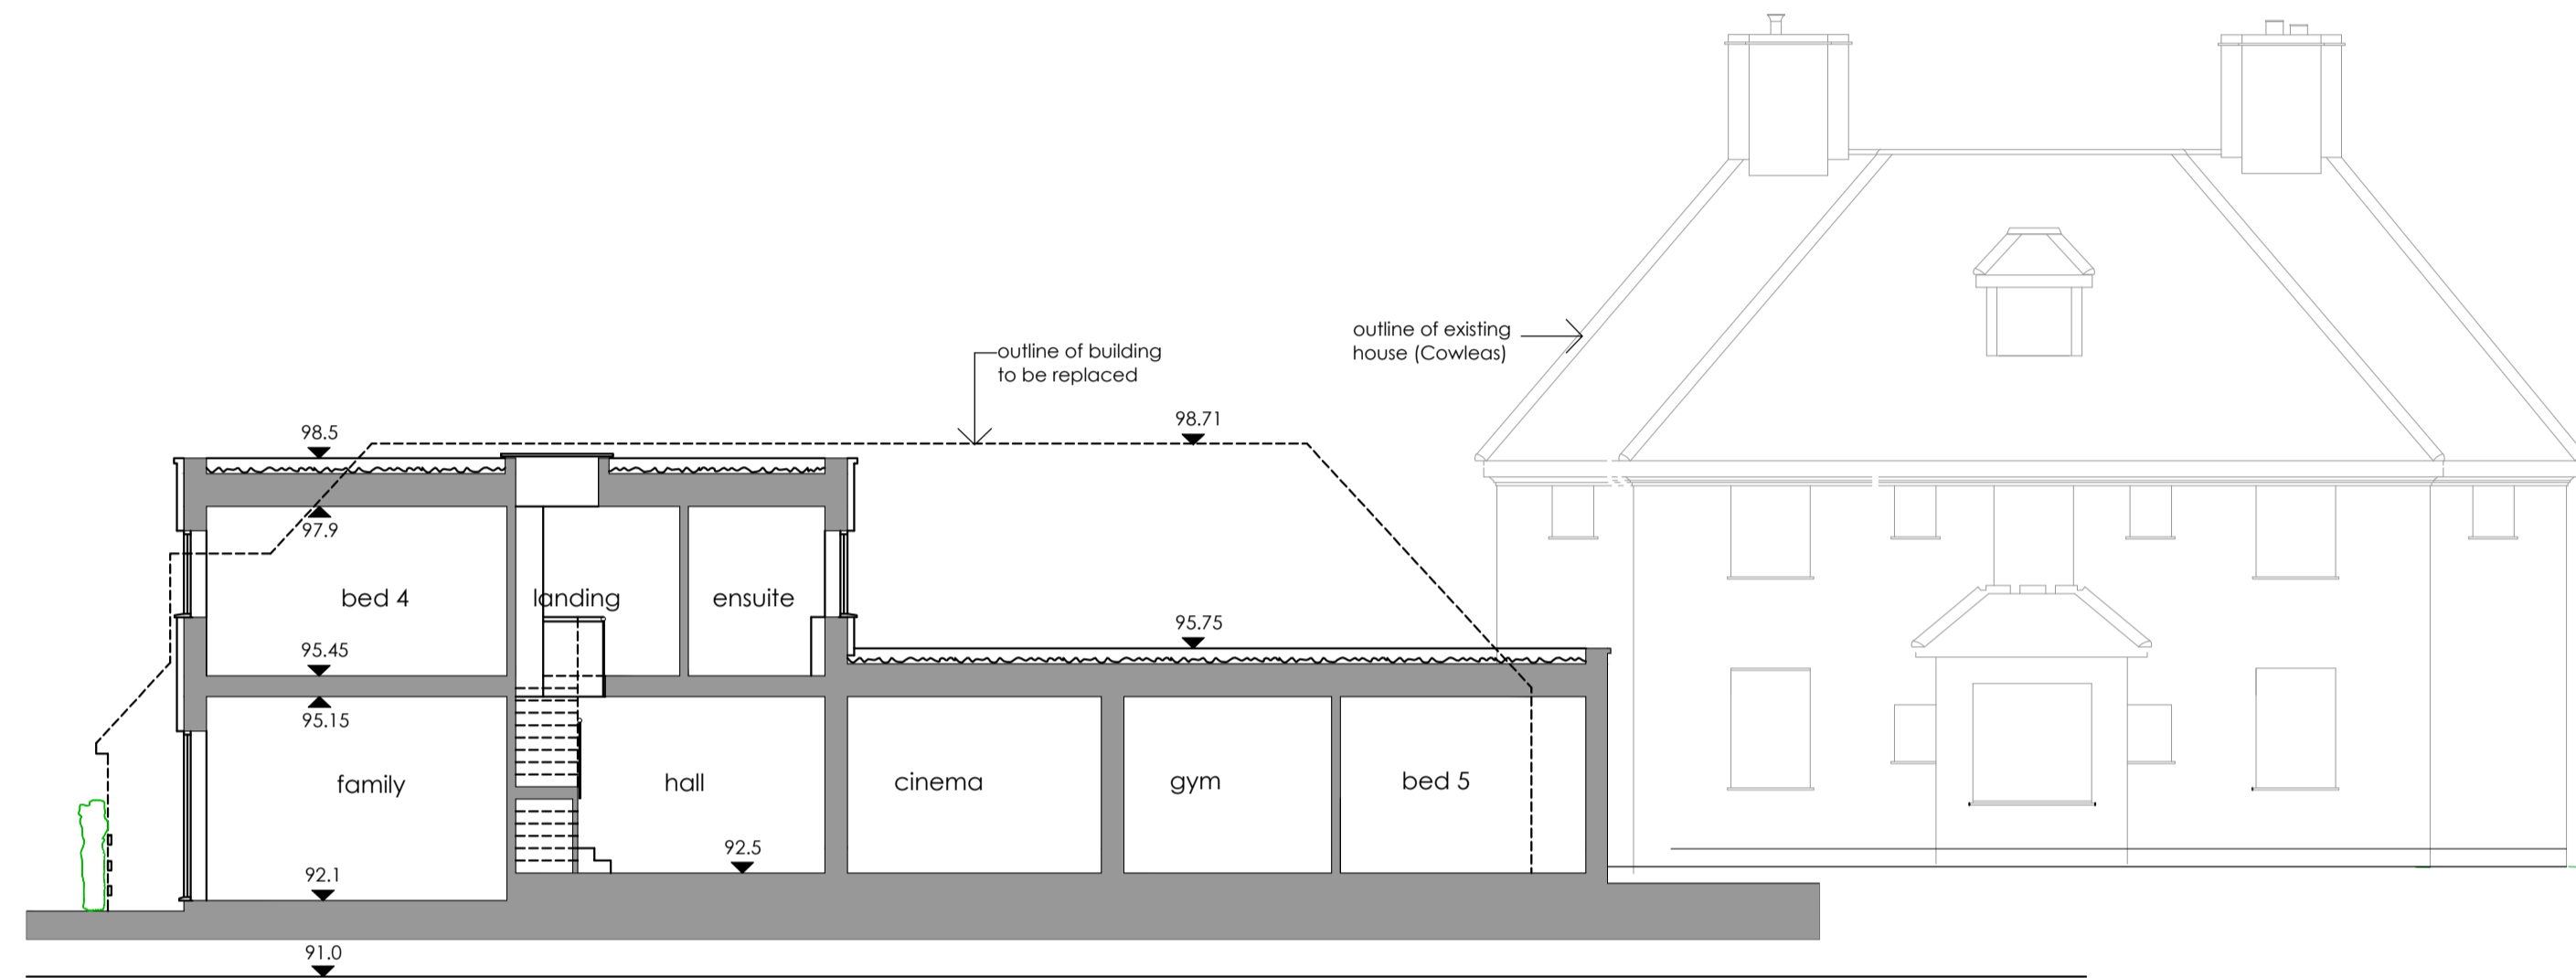 outline of existing
house (Cowleas)
outline of building
to be replaced
98.71
98.5
97.9
bed 4
landing
ensuite
95.75
95.45
95.15
family
hall
cinema
gym
bed 5
92.5
92.1
91.0